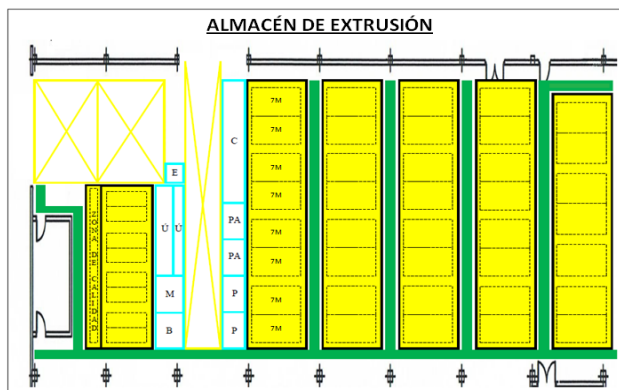 ALMACÉN DE EXTRUSIÓN
7M
7M
7M
7M
7M
7M
7M
7M
C
E
PA
PA
P
P
Ú
Ú
M
B
ZONA DE CALIDAD